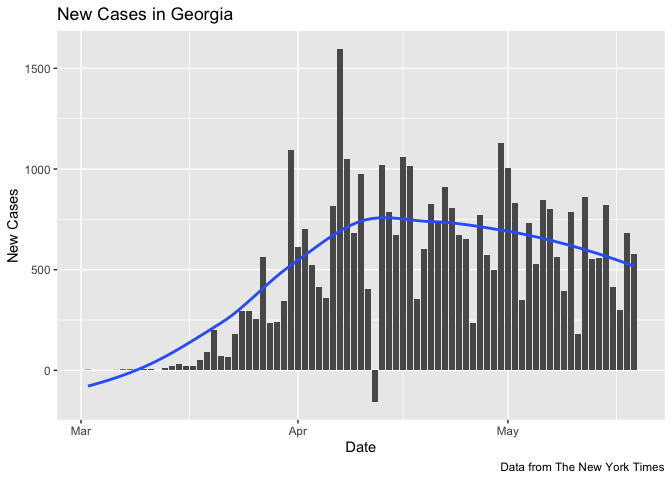 New Cases in Georgia
1500
1000
500
0
New Cases
Mar
Apr
May
Date
Data from The New York Times